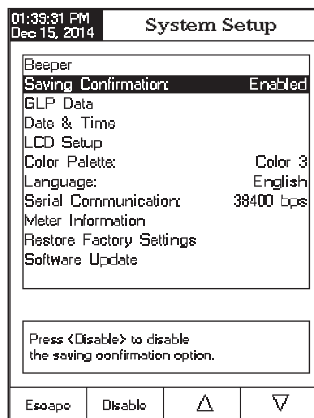 01:39:31 PM
Dec 15, 2014
System Setup
Beeper
Saving Confirmation: Enabled
GLP Data
Date & Time
LCD Setup
Color Palette: Color 3
Language: English
Serial Communication: 38400 bps
Meter Information
Restore Factory Settings
Software Update
Press <Disable> to disable
the saving confirmation option.
Escape Disable △ ▽